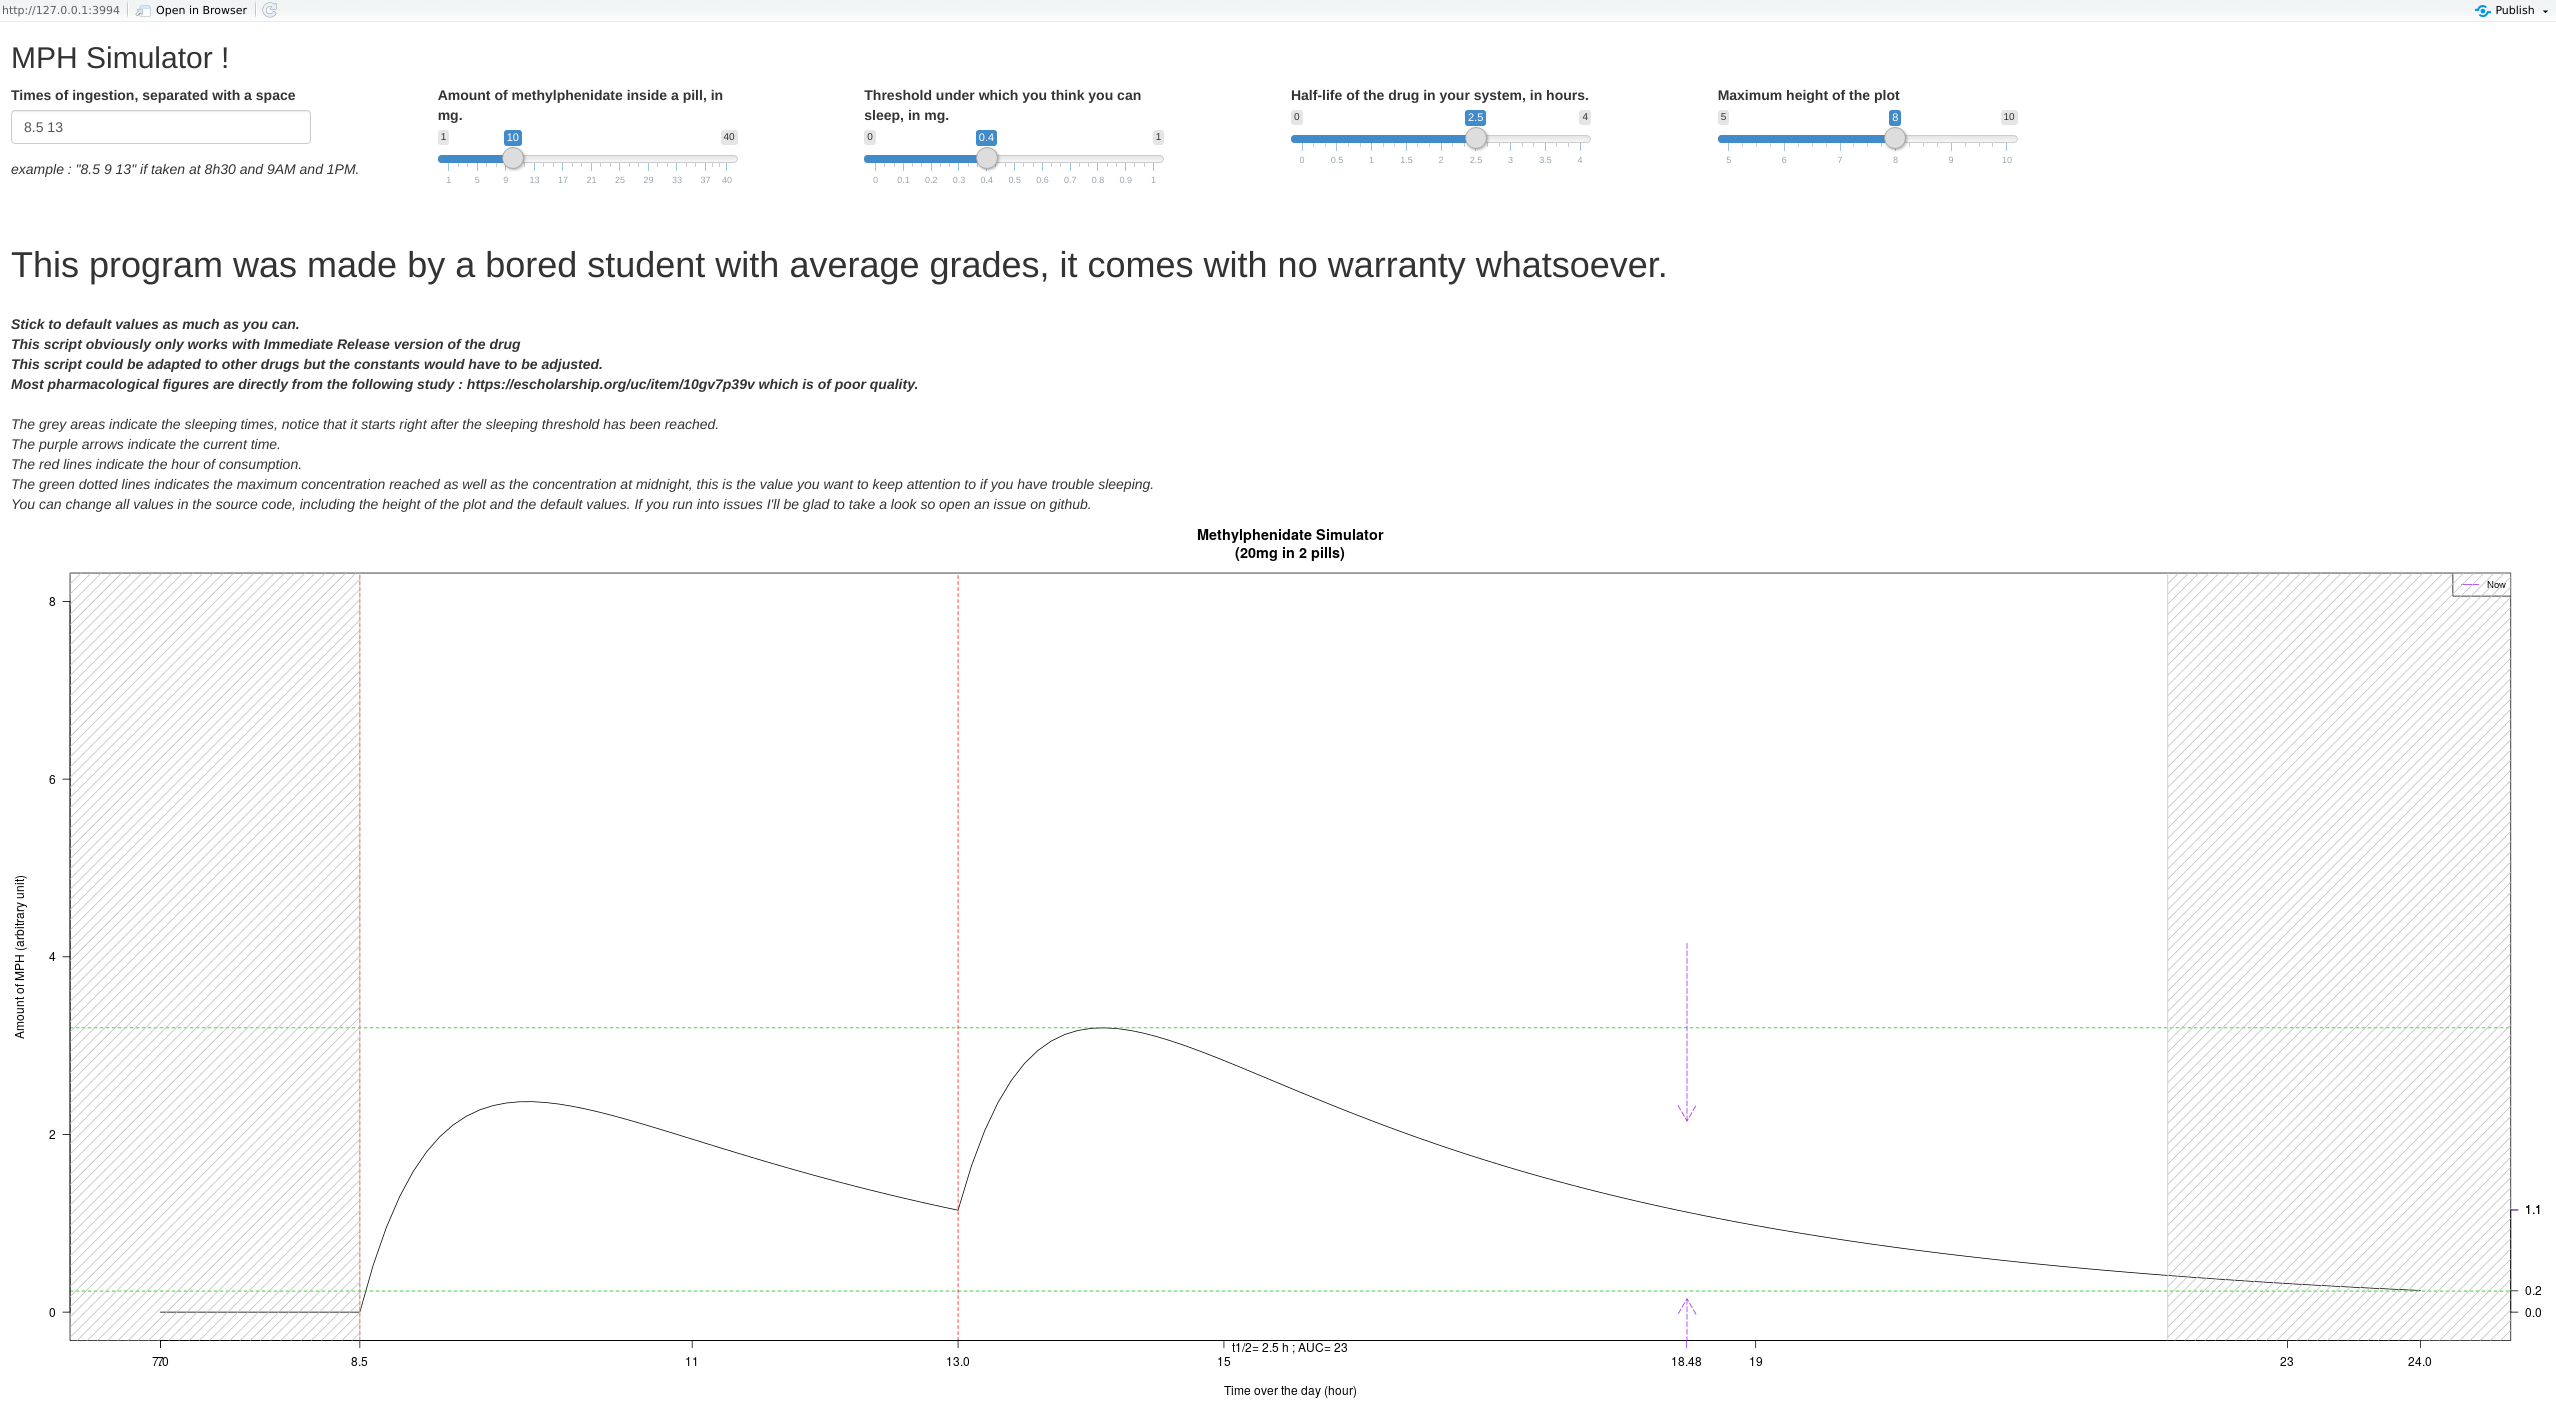 http://127.0.0.1:3994 Open in Browser Publish
MPH Simulator !
Times of ingestion, separated with a space
8.5 13
example : "8.5 9 13" if taken at 8h30 and 9AM and 1PM.
Amount of methylphenidate inside a pill, in
mg.
1 10 40
1 5 9 13 17 21 25 29 33 37 40
Threshold under which you think you can
sleep, in mg.
0 0.4 1
0 0.1 0.2 0.3 0.4 0.5 0.6 0.7 0.8 0.9 1
Half-life of the drug in your system, in hours.
0 2.5 4
0 0.5 1 1.5 2 2.5 3 3.5 4
Maximum height of the plot
5 8 10
5 6 7 8 9 10
This program was made by a bored student with average grades, it comes with no warranty whatsoever.
Stick to default values as much as you can.
This script obviously only works with Immediate Release version of the drug
This script could be adapted to other drugs but the constants would have to be adjusted.
Most pharmacological figures are directly from the following study : https://escholarship.org/uc/item/10gv7p39v which is of poor quality.
The grey areas indicate the sleeping times, notice that it starts right after the sleeping threshold has been reached.
The purple arrows indicate the current time.
The red lines indicate the hour of consumption.
The green dotted lines indicates the maximum concentration reached as well as the concentration at midnight, this is the value you want to keep attention to if you have trouble sleeping.
You can change all values in the source code, including the height of the plot and the default values. If you run into issues I'll be glad to take a look so open an issue on github.
Methylphenidate Simulator
(20mg in 2 pills)
Now
8
6
4
2
0
Amount of MPH (arbitrary unit)
1.1
0.2
0.0
t1/2= 2.5 h ; AUC= 23
8.5 11 13.0 15 18.48 19 23 24.0
Time over the day (hour)